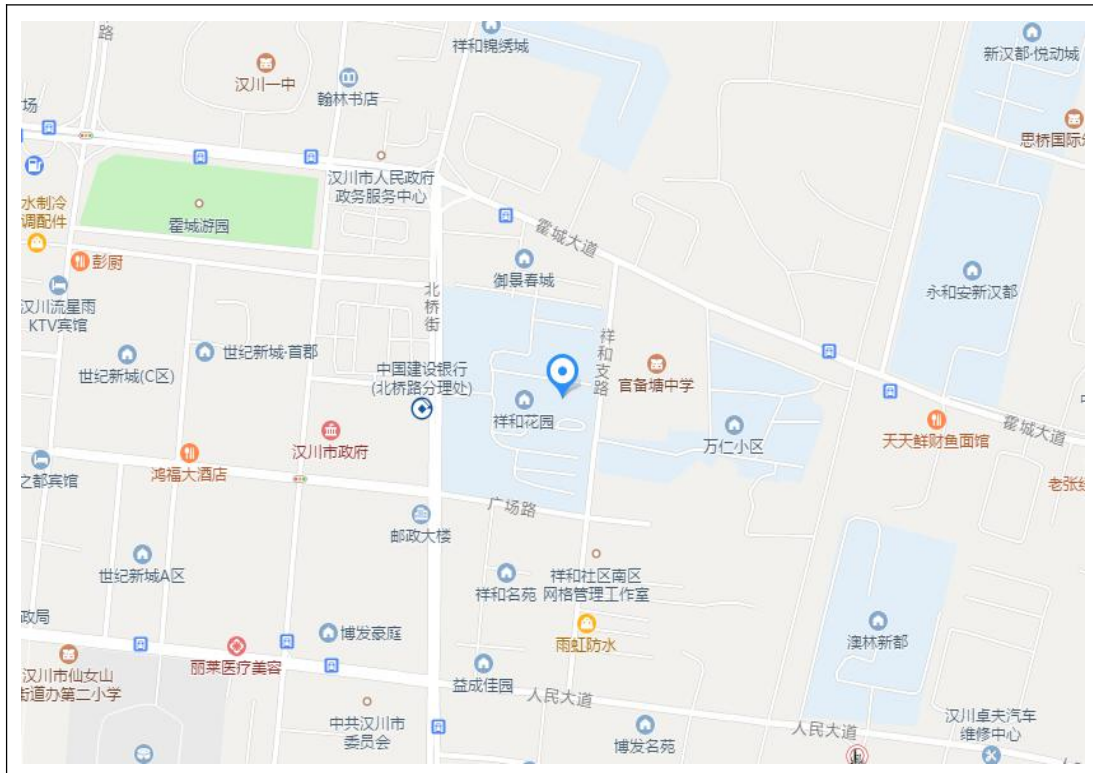 路
祥和锦绣城
新汉都·悦动城
汉川一中
翰林书店
场
思桥国际
汉川市人民政府
政务服务中心
水制冷
调配件
霍城游园
霍城大道
彭厨
御景春城
永和安新汉都
汉川流星雨
KTV宾馆
北桥街
祥和支路
世纪新城·首郡
世纪新城(C区)
中国建设银行
(北桥路分理处)
官备塘中学
祥和花园
万仁小区
天天鲜财鱼面馆
霍城大道
汉川市政府
鸿福大酒店
之都宾馆
老张
广场路
邮政大楼
世纪新城A区
祥和名苑
祥和社区南区
网格管理工作室
政局
博发豪庭
雨虹防水
澳林新都
丽莱医疗美容
汉川市仙女山
街道办第二小学
益成佳园
人民大道
中共汉川市
委员会
博发名苑
人民大道
汉川卓夫汽车
维修中心